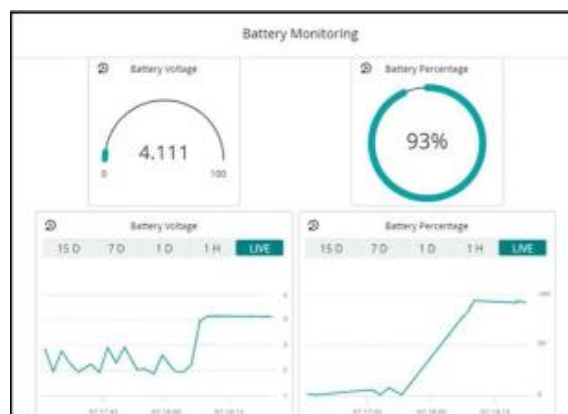 Battery Monitoring
Battery Voltage
4.111
0
100
Battery Percentage
93%
Battery Voltage
15 D
7 D
1 D
1 H
LIVE
Battery Percentage
15 D
7 D
1 D
1 H
LIVE